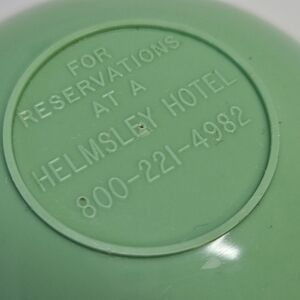 FOR
RESERVATIONS
AT A
HELMSLEY HOTEL
800-221-4982